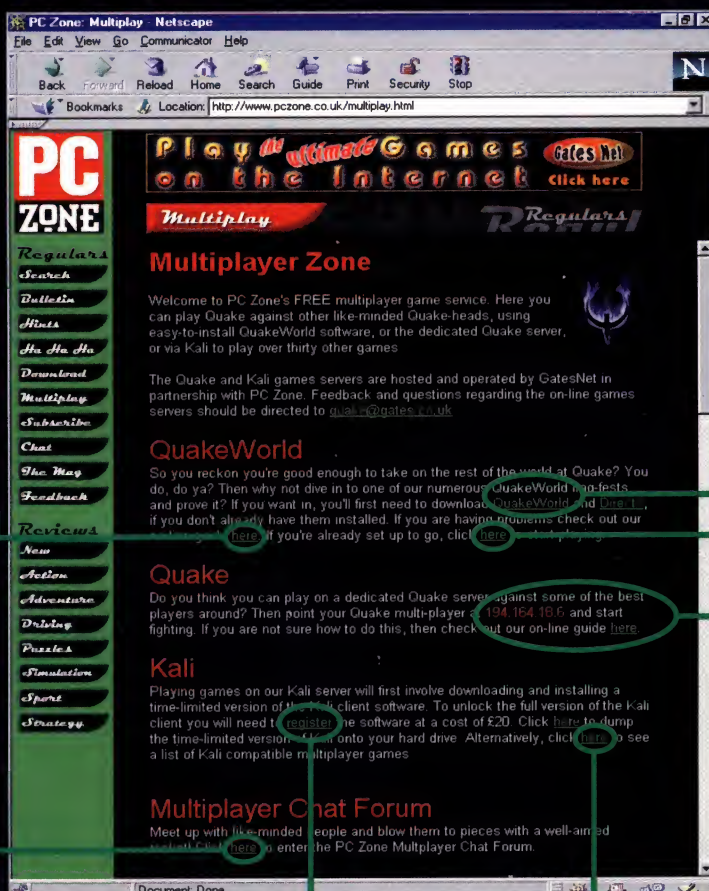 PC Zone: Multiplay - Netscape
File Edit View Go Communicator Help
Back Forward Reload Home Search Guide Print Security Stop
N
Bookmarks Location: http://www.pczone.co.uk/multiplay.html
PC
ZONE
Play the ultimate Games
on the Internet
Gates Net
Click here
Multiplay
Regulars
Regulars
Search
Bulletin
Hints
Ha Ha Ha
Download
Multiplay
Subscribe
Chat
The Mag
Feedback
Reviews
New
Action
Adventure
Driving
Puzzles
Simulation
Sport
Strategy
Multiplayer Zone
Welcome to PC Zone's FREE multiplayer game service. Here you
can play Quake against other like-minded Quake-heads, using
easy-to-install QuakeWorld software, or the dedicated Quake server,
or via Kali to play over thirty other games
The Quake and Kali games servers are hosted and operated by GatesNet in
partnership with PC Zone. Feedback and questions regarding the on-line games
servers should be directed to
QuakeWorld
So you reckon you're good enough to take on the rest of the world at Quake? You
do, do ya? Then why not dive in to one of our numerous QuakeWorld frag-fests
and prove it? If you want in, you'll first need to download QuakeWorld and
if you don't already have them installed. If you are having problems check out our
here. If you're already set up to go, click here to start playing.
Quake
Do you think you can play on a dedicated Quake server against some of the best
players around? Then point your Quake multi-player at 194.164.18.6 and start
fighting. If you are not sure how to do this, then check out our on-line guide here.
Kali
Playing games on our Kali server will first involve downloading and installing a
time-limited version of the Kali client software. To unlock the full version of the Kali
client you will need to register the software at a cost of £20. Click here to dump
the time-limited version of Kali onto your hard drive. Alternatively, click here to see
a list of Kali compatible multiplayer games
Multiplayer Chat Forum
Meet up with like-minded people and blow them to pieces with a well-aimed
Click here to enter the PC Zone Multplayer Chat Forum.
Document: Done